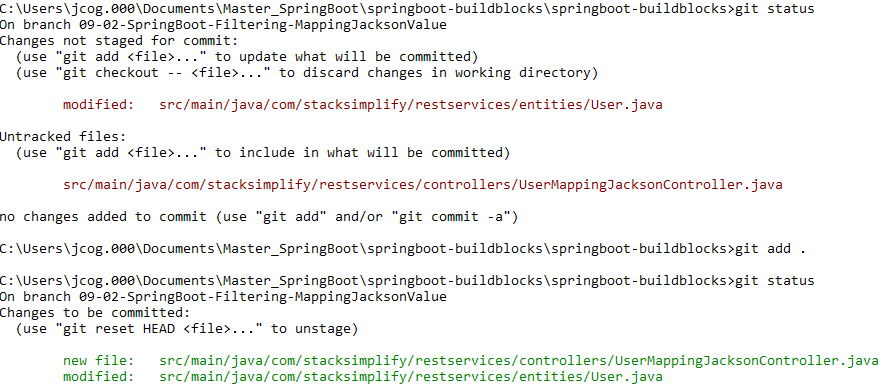 C:\Users\jcog.000\Documents\Master_SpringBoot\springboot-buildblocks\springboot-buildblocks>git status
On branch 09-02-SpringBoot-Filtering-MappingJacksonValue
Changes not staged for commit:
  (use "git add <file>..." to update what will be committed)
  (use "git checkout -- <file>..." to discard changes in working directory)
        modified:   src/main/java/com/stacksimplify/restservices/entities/User.java
Untracked files:
  (use "git add <file>..." to include in what will be committed)
        src/main/java/com/stacksimplify/restservices/controllers/UserMappingJacksonController.java
no changes added to commit (use "git add" and/or "git commit -a")
C:\Users\jcog.000\Documents\Master_SpringBoot\springboot-buildblocks\springboot-buildblocks>git add .
C:\Users\jcog.000\Documents\Master_SpringBoot\springboot-buildblocks\springboot-buildblocks>git status
On branch 09-02-SpringBoot-Filtering-MappingJacksonValue
Changes to be committed:
  (use "git reset HEAD <file>..." to unstage)
        new file:   src/main/java/com/stacksimplify/restservices/controllers/UserMappingJacksonController.java
        modified:   src/main/java/com/stacksimplify/restservices/entities/User.java